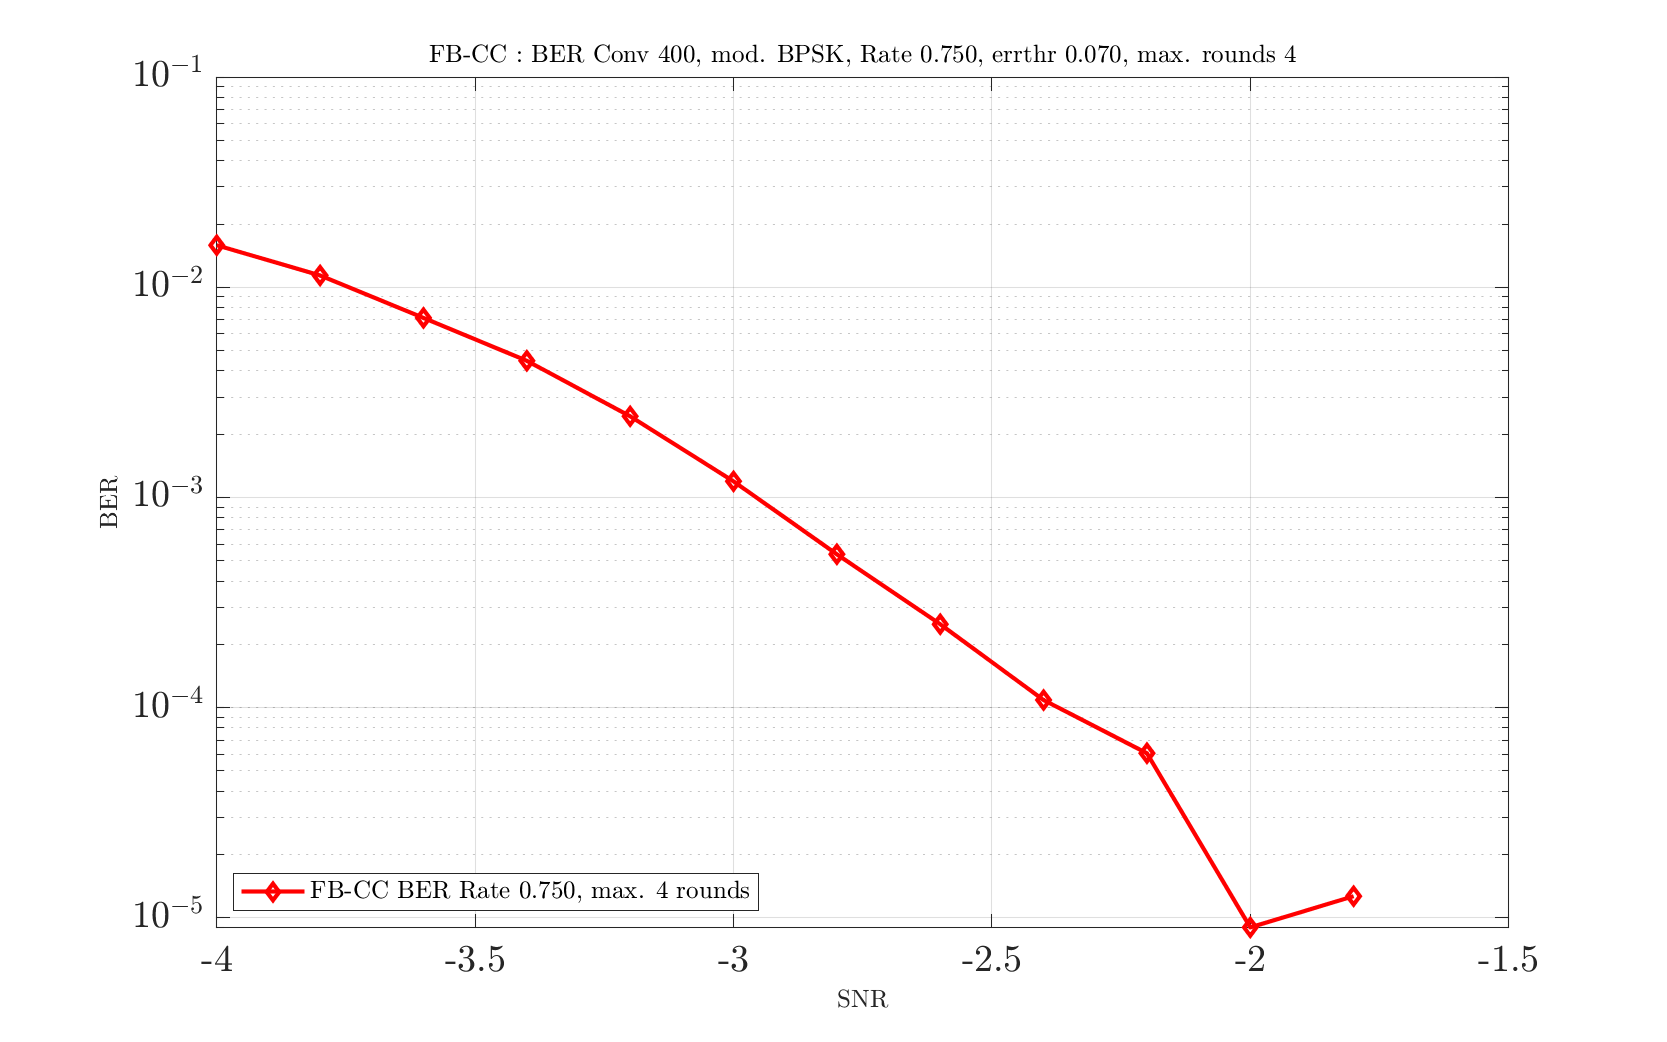 FB-CC : BER Conv 400, mod. BPSK, Rate 0.750, errthr 0.070, max. rounds 4
10^{-1}
10^{-2}
10^{-3}
10^{-4}
10^{-5}
BER
FB-CC BER Rate 0.750, max. 4 rounds
-4 -3.5 -3 -2.5 -2 -1.5
SNR